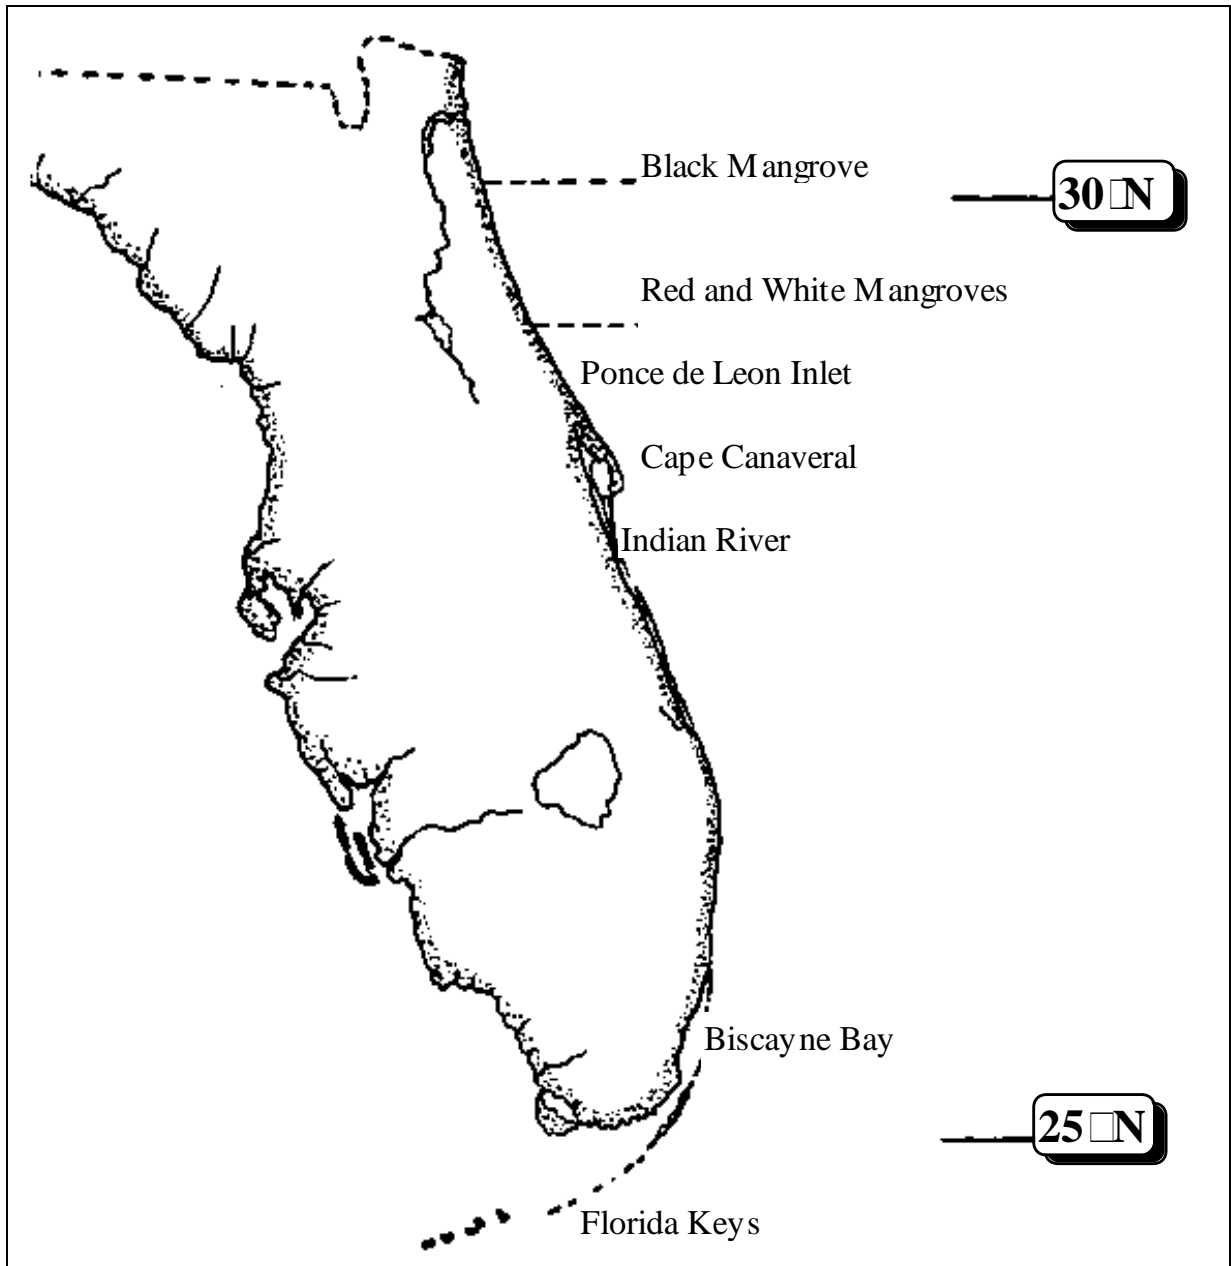 Black Mangrove
30 □N
Red and White Mangroves
Ponce de Leon Inlet
Cape Canaveral
Indian River
Biscayne Bay
25 □N
Florida Keys